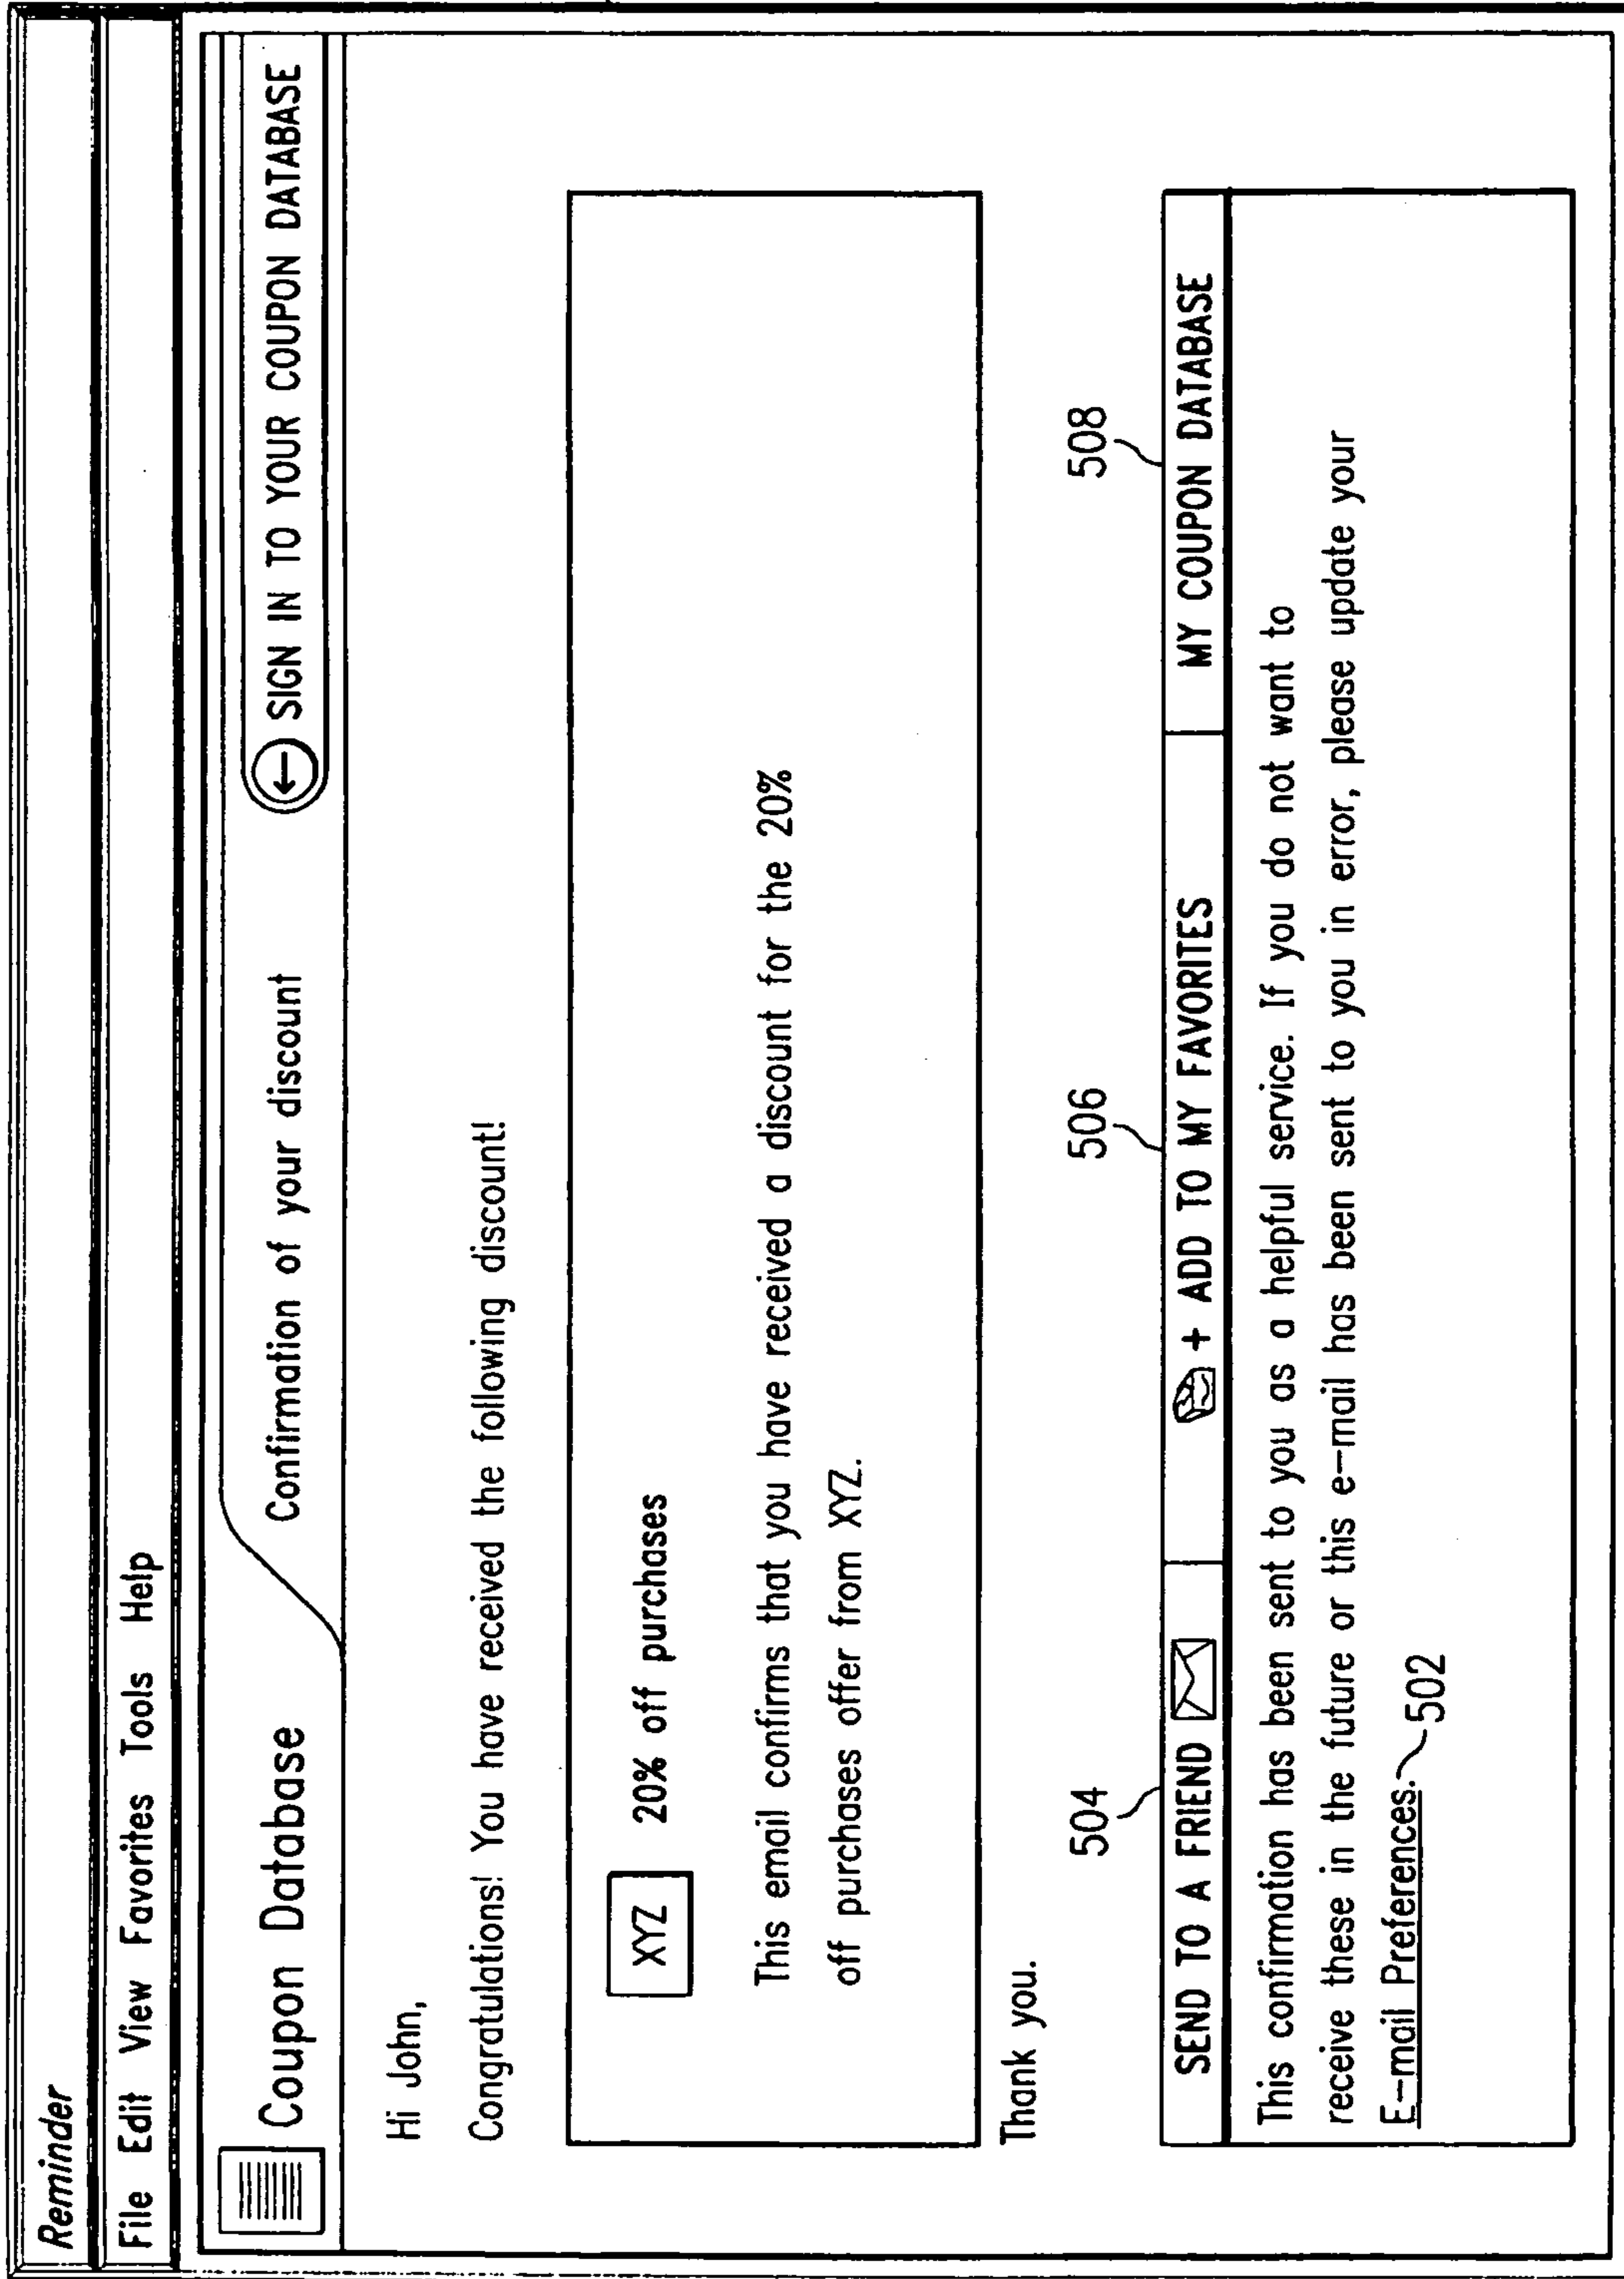 Reminder
File Edit View Favorites Tools Help
Coupon Database
Confirmation of your discount
SIGN IN TO YOUR COUPON DATABASE
Hi John,
Congratulations! You have received the following discount!
XYZ 20% off purchases
This email confirms that you have received a discount for the 20%
off purchases offer from XYZ.
Thank you.
504 506 508
SEND TO A FRIEND + ADD TO MY FAVORITES MY COUPON DATABASE
This confirmation has been sent to you as a helpful service. If you do not want to
receive these in the future or this e-mail has been sent to you in error, please update your
E-mail Preferences. 502